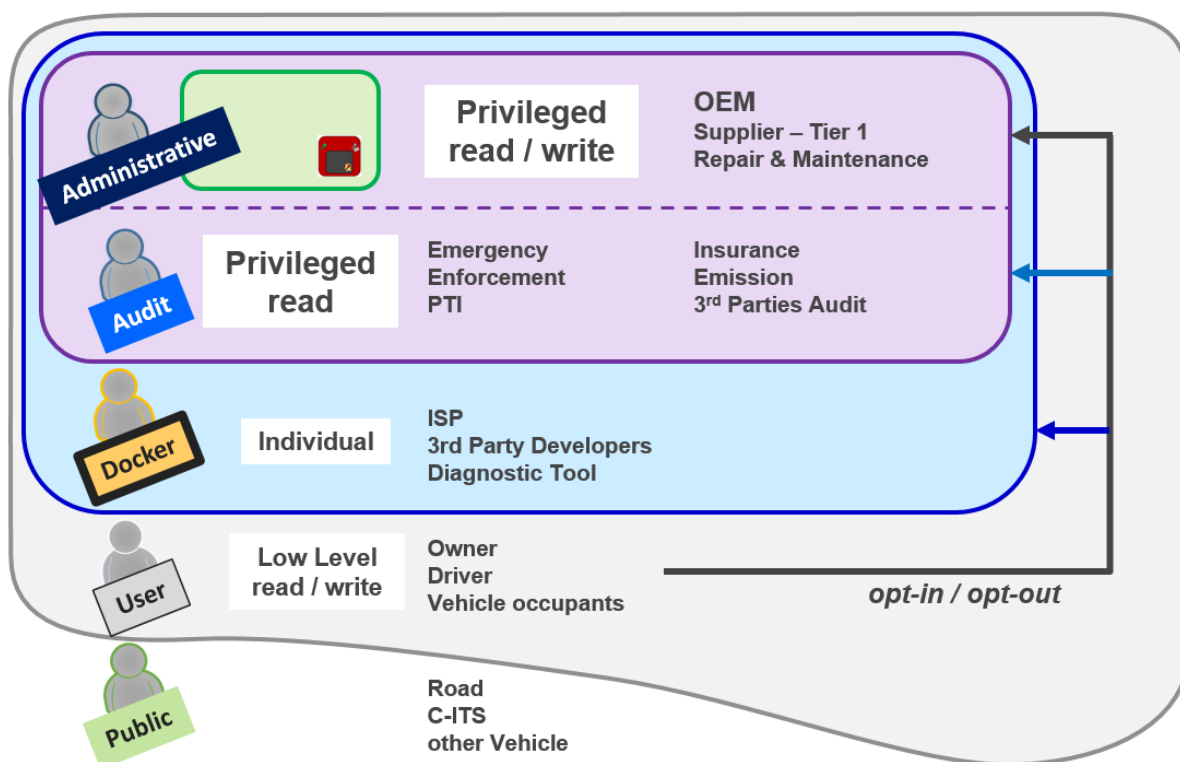 Administrative
Privileged
read / write
OEM
Supplier – Tier 1
Repair & Maintenance
Audit
Privileged
read
Emergency
Enforcement
PTI
Insurance
Emission
3rd Parties Audit
Docker
Individual
ISP
3rd Party Developers
Diagnostic Tool
User
Low Level
read / write
Owner
Driver
Vehicle occupants
opt-in / opt-out
Public
Road
C-ITS
other Vehicle